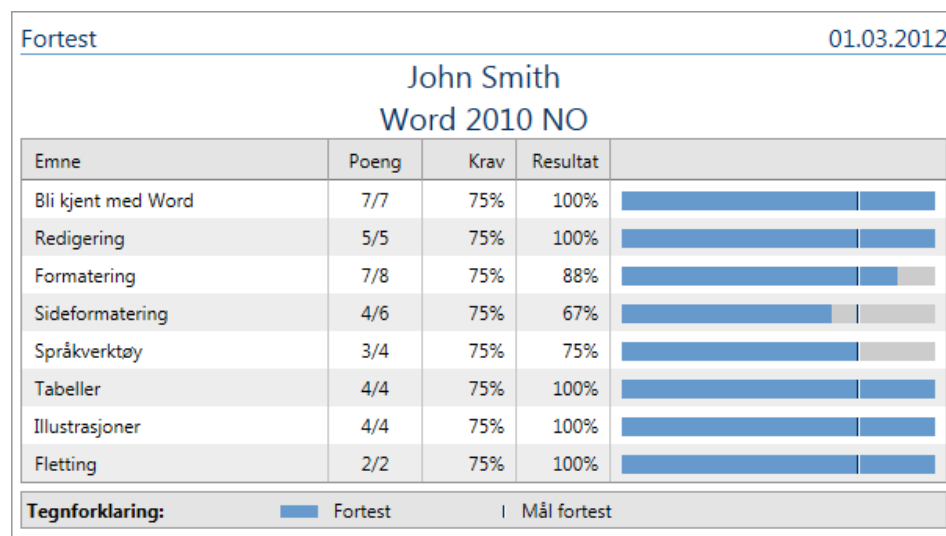 Fortest 01.03.2012
John Smith
Word 2010 NO
Emne Poeng Krav Resultat
Bli kjent med Word 7/7 75% 100%
Redigering 5/5 75% 100%
Formatering 7/8 75% 88%
Sideformatering 4/6 75% 67%
Språkverktøy 3/4 75% 75%
Tabeller 4/4 75% 100%
Illustrasjoner 4/4 75% 100%
Fletting 2/2 75% 100%
Tegnforklaring: Fortest Mål fortest